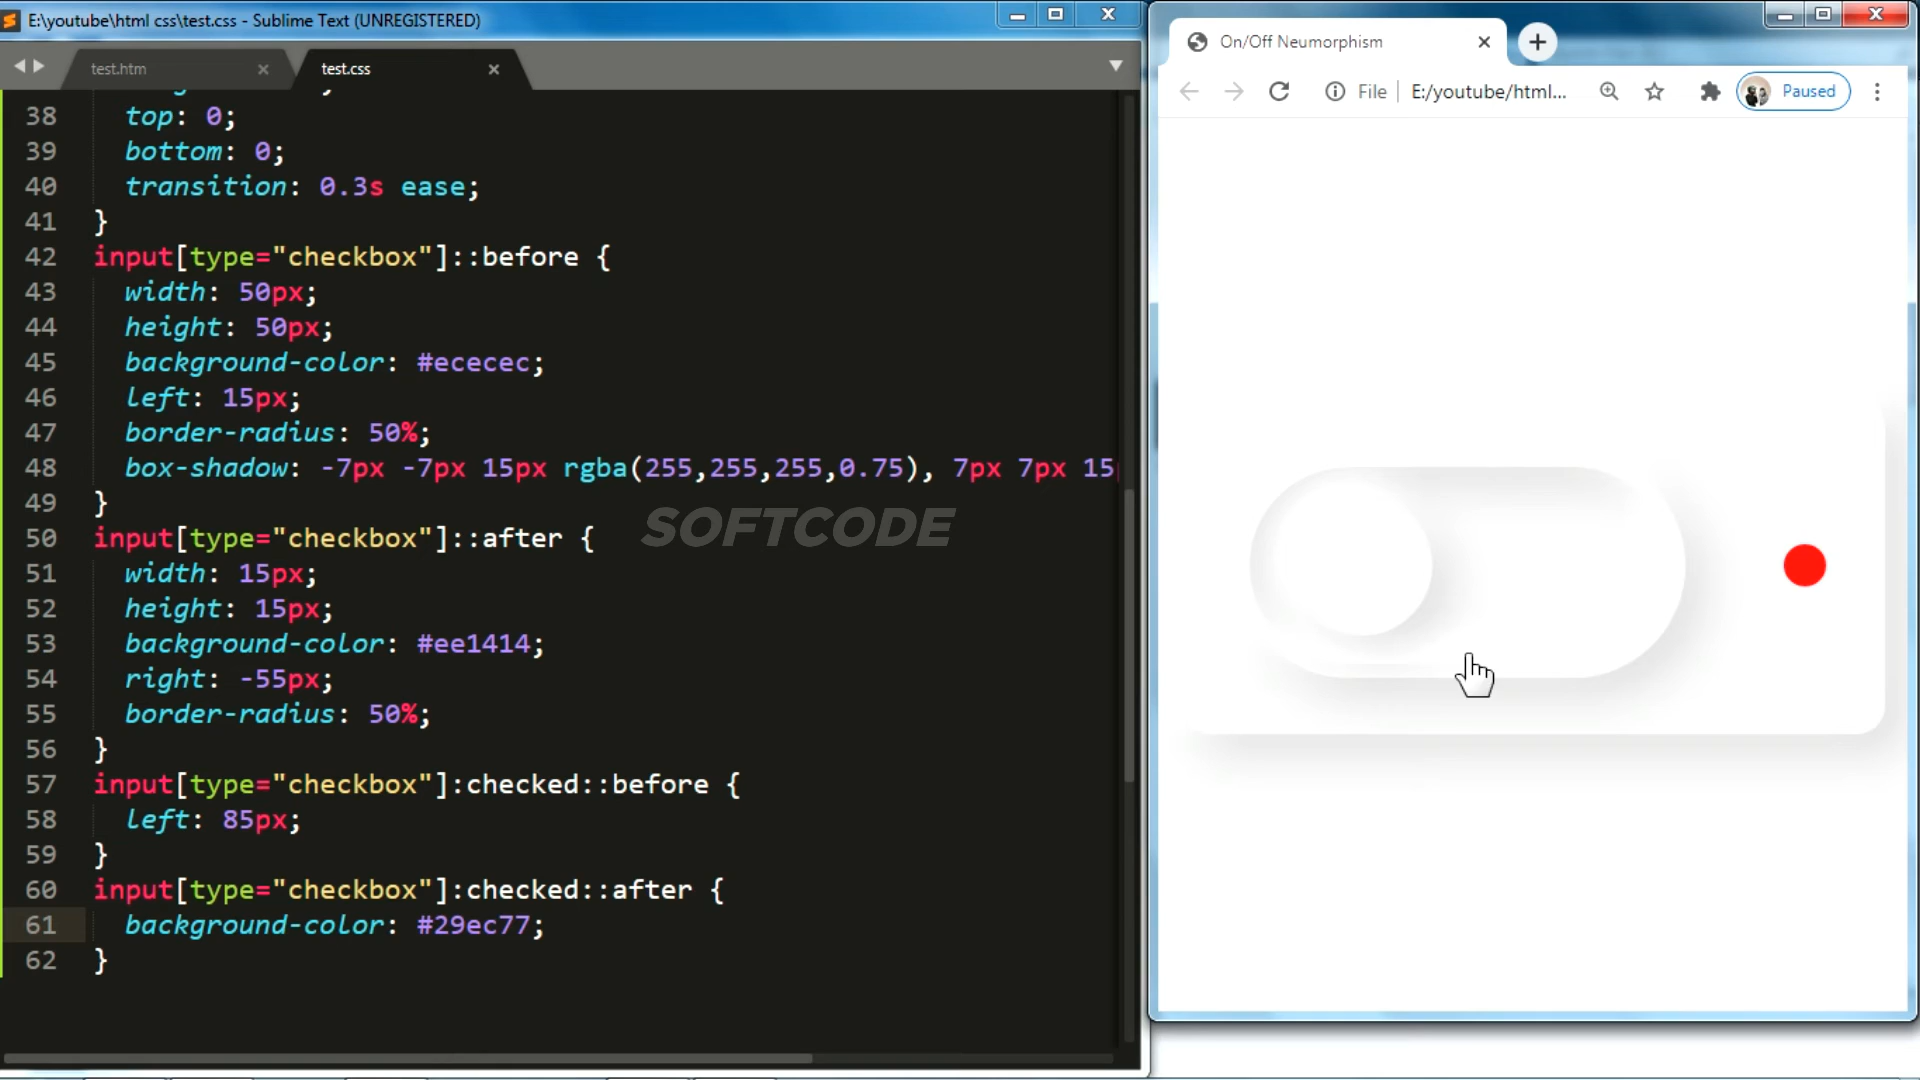 E:\youtube\html css\test.css - Sublime Text (UNREGISTERED)
test.htm
test.css
38 top: 0;
39 bottom: 0;
40 transition: 0.3s ease;
41 }
42 input[type="checkbox"]::before {
43 width: 50px;
44 height: 50px;
45 background-color: #ececec;
46 left: 15px;
47 border-radius: 50%;
48 box-shadow: -7px -7px 15px rgba(255,255,255,0.75), 7px 7px 15
49 }
50 input[type="checkbox"]::after {
51 width: 15px;
52 height: 15px;
53 background-color: #ee1414;
54 right: -55px;
55 border-radius: 50%;
56 }
57 input[type="checkbox"]:checked::before {
58 left: 85px;
59 }
60 input[type="checkbox"]:checked::after {
61 background-color: #29ec77;
62 }
SOFTCODE
On/Off Neumorphism
File
E:/youtube/html...
Paused